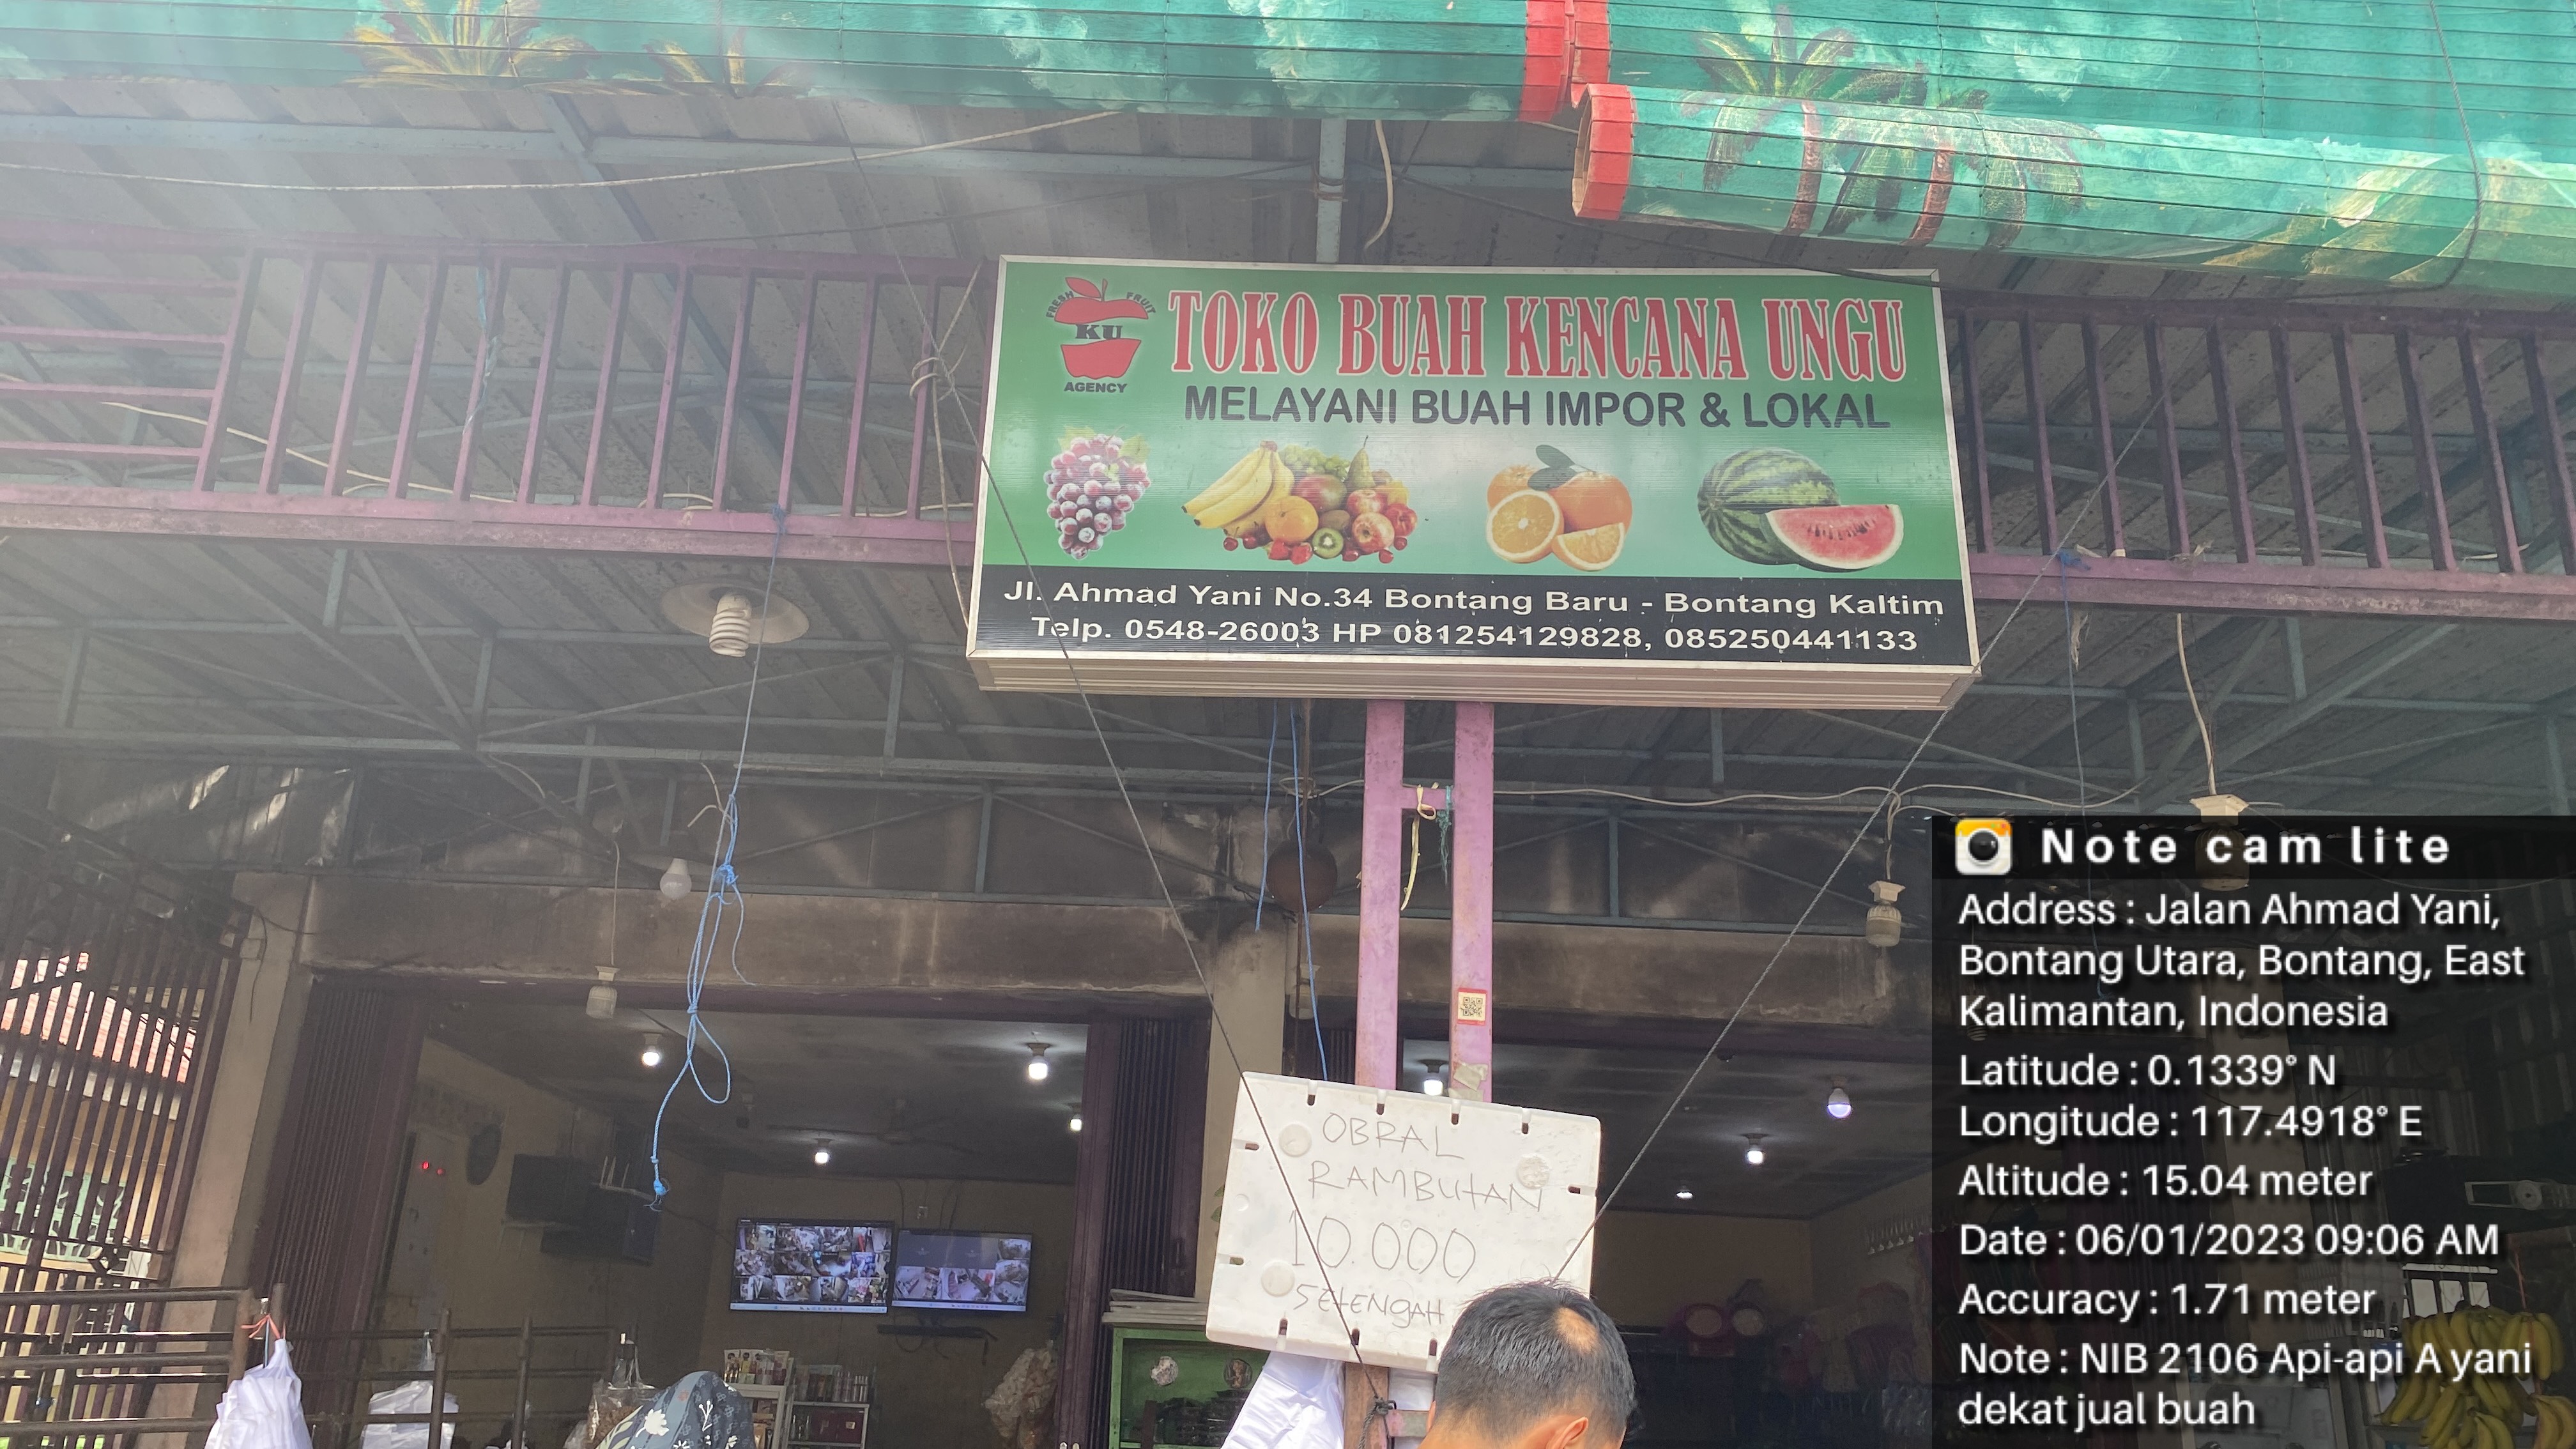 FRESH FRUIT
KU
AGENCY
TOKO BUAH KENCANA UNGU
MELAYANI BUAH IMPOR & LOKAL
Jl. Ahmad Yani No.34 Bontang Baru - Bontang Kaltim
Telp. 0548-26003 HP 081254129828, 085250441133
OBRAL
RAMBUTAN
10.000
SETENGAH
Note cam lite
Address : Jalan Ahmad Yani,
Bontang Utara, Bontang, East
Kalimantan, Indonesia
Latitude : 0.1339° N
Longitude : 117.4918° E
Altitude : 15.04 meter
Date : 06/01/2023 09:06 AM
Accuracy : 1.71 meter
Note : NIB 2106 Api-api A yani
dekat jual buah